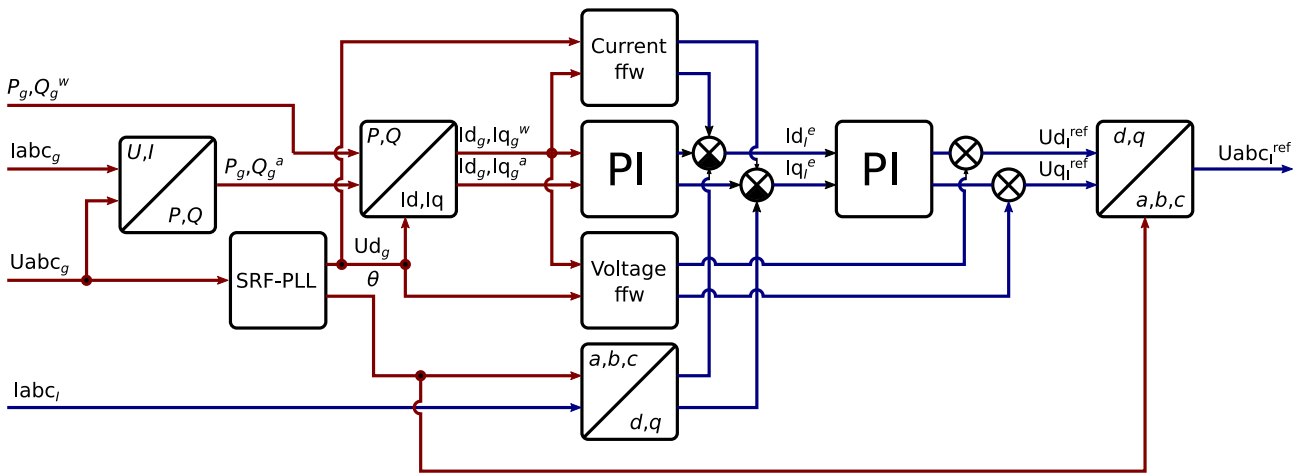 Current
ffw
P_g,Q_g^w
P,Q
Id_g,Iq_g^w
Id_l^e
Ud_l^ref
d,q
Iabc_g
U,I
P_g,Q_g^a
Id_g,Iq_g^a
PI
Iq_l^e
PI
Uq_l^ref
Uabc_l^ref
P,Q
Id,Iq
a,b,c
Uabc_g
SRF-PLL
Ud_g
θ
Voltage
ffw
a,b,c
Iabc_l
d,q